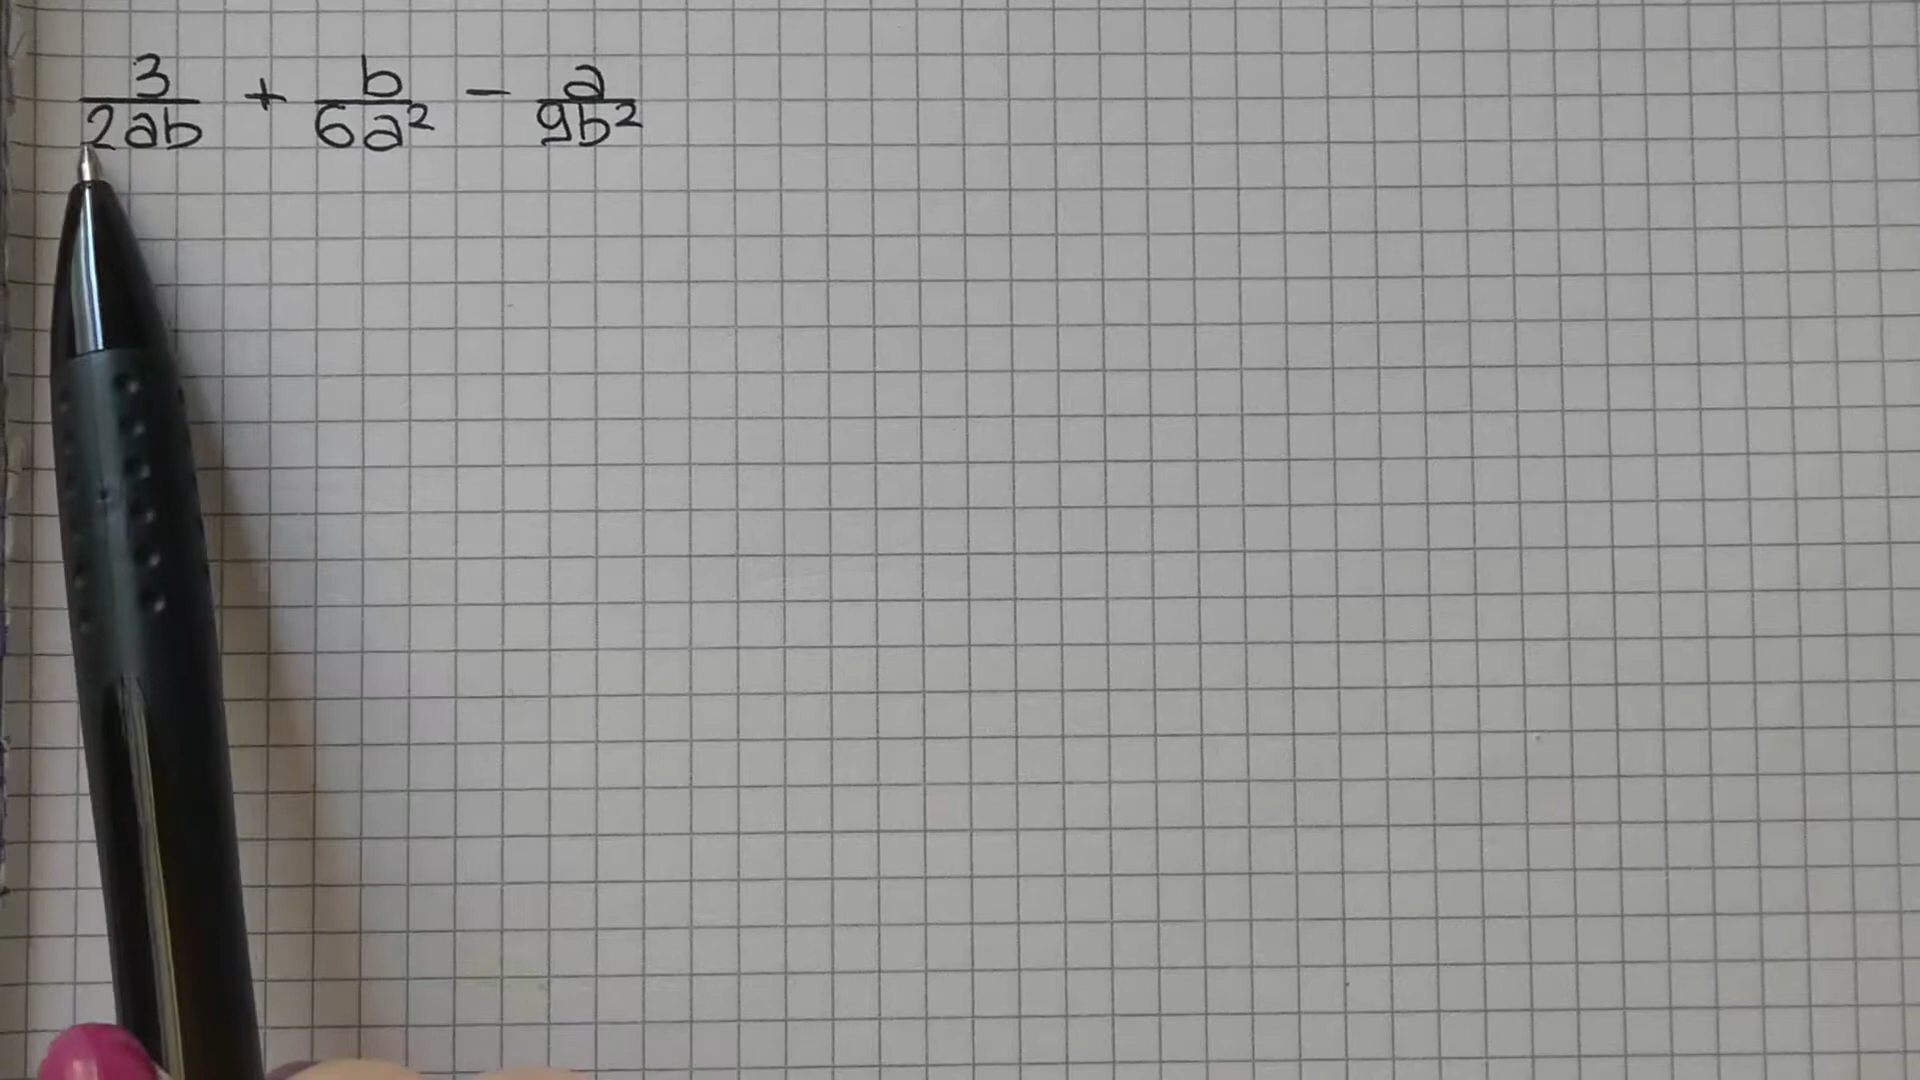 3/2ab + b/6a² − a/9b²